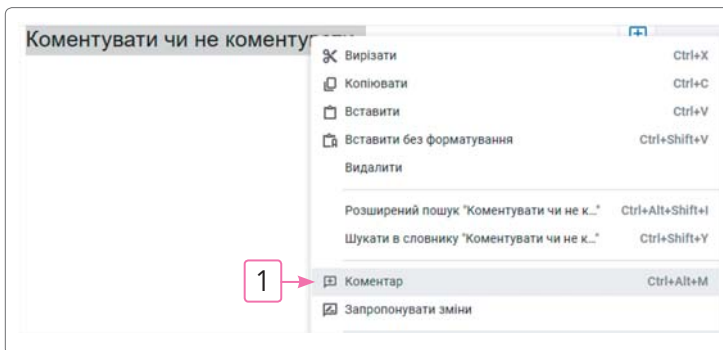 Коментувати чи не коментувати
Вирізати Ctrl+X
Копіювати Ctrl+C
Вставити Ctrl+V
Вставити без форматування Ctrl+Shift+V
Видалити
Розширений пошук "Коментувати чи не к..." Ctrl+Alt+Shift+I
Шукати в словнику "Коментувати чи не к..." Ctrl+Shift+Y
1 Коментар Ctrl+Alt+M
Запропонувати зміни